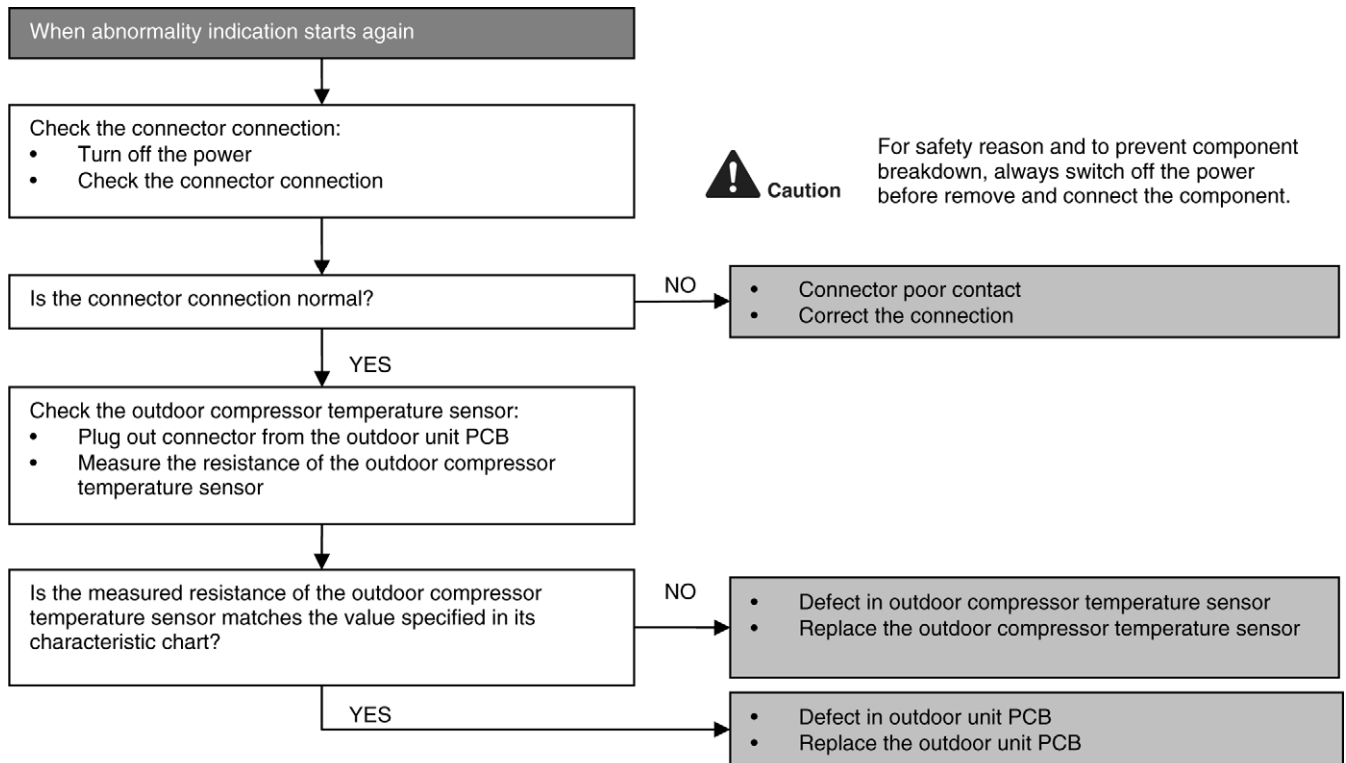 When abnormality indication starts again
Check the connector connection:
• Turn off the power
• Check the connector connection
Caution
For safety reason and to prevent component
breakdown, always switch off the power
before remove and connect the component.
Is the connector connection normal?
NO
• Connector poor contact
• Correct the connection
YES
Check the outdoor compressor temperature sensor:
• Plug out connector from the outdoor unit PCB
• Measure the resistance of the outdoor compressor
temperature sensor
Is the measured resistance of the outdoor compressor
temperature sensor matches the value specified in its
characteristic chart?
NO
• Defect in outdoor compressor temperature sensor
• Replace the outdoor compressor temperature sensor
YES
• Defect in outdoor unit PCB
• Replace the outdoor unit PCB